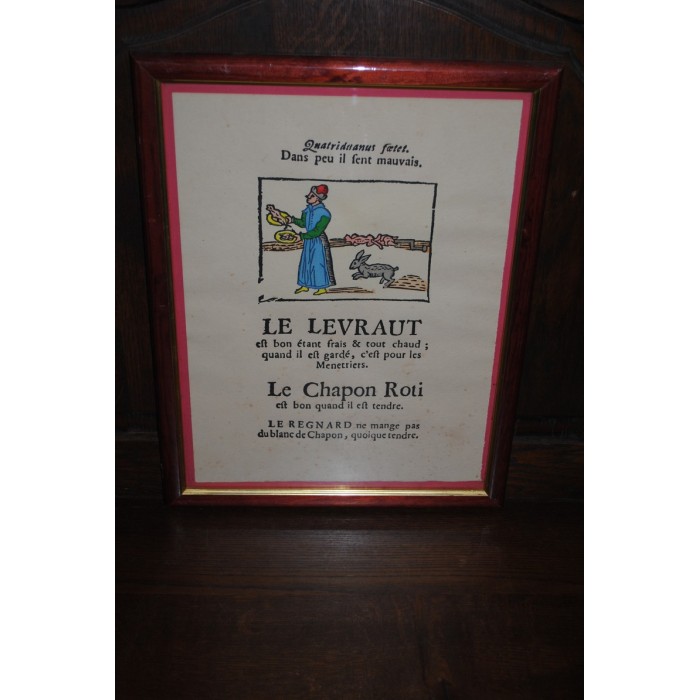 Quatriduanus fœtet.
Dans peu il ſent mauvais.
LE LEVRAUT
eſt bon étant frais & tout chaud ;
quand il eſt gardé, c'eſt pour les
Menetriers.
Le Chapon Roti
eſt bon quand il eſt tendre.
LE REGNARD ne mange pas
du blanc de Chapon, quoique tendre.